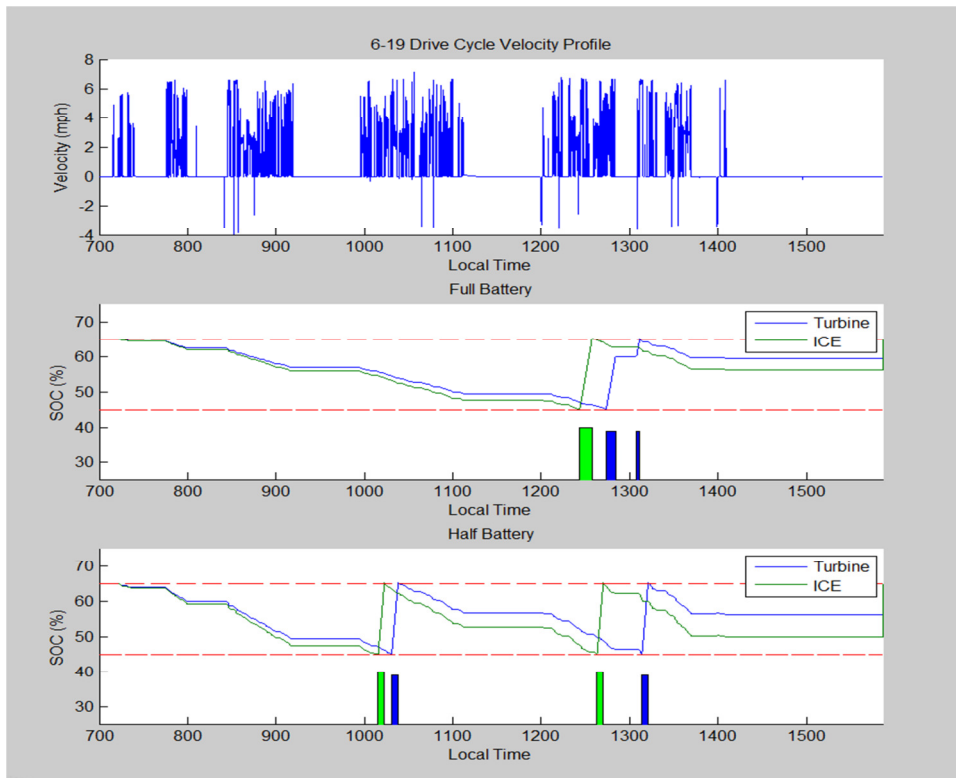 6-19 Drive Cycle Velocity Profile
8
6
4
2
0
-2
-4
Velocity (mph)
700 800 900 1000 1100 1200 1300 1400 1500
Local Time
Full Battery
70
60
50
40
30
SOC (%)
Turbine
ICE
700 800 900 1000 1100 1200 1300 1400 1500
Local Time
Half Battery
70
60
50
40
30
SOC (%)
Turbine
ICE
700 800 900 1000 1100 1200 1300 1400 1500
Local Time